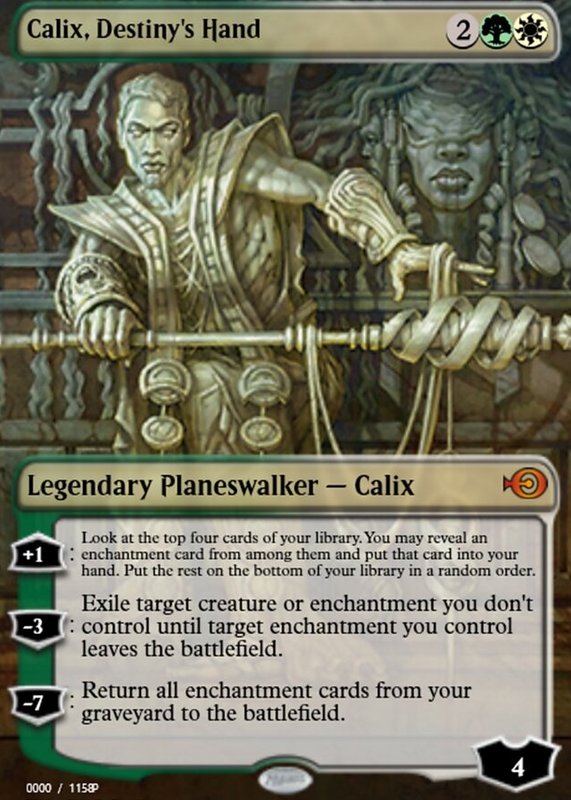 Calix, Destiny's Hand 2
Legendary Planeswalker — Calix
+1 : Look at the top four cards of your library. You may reveal an
enchantment card from among them and put that card into your
hand. Put the rest on the bottom of your library in a random order.
Exile target creature or enchantment you don't
-3 : control until target enchantment you control
leaves the battlefield.
-7 : Return all enchantment cards from your
graveyard to the battlefield.
4
0000 / 1158P